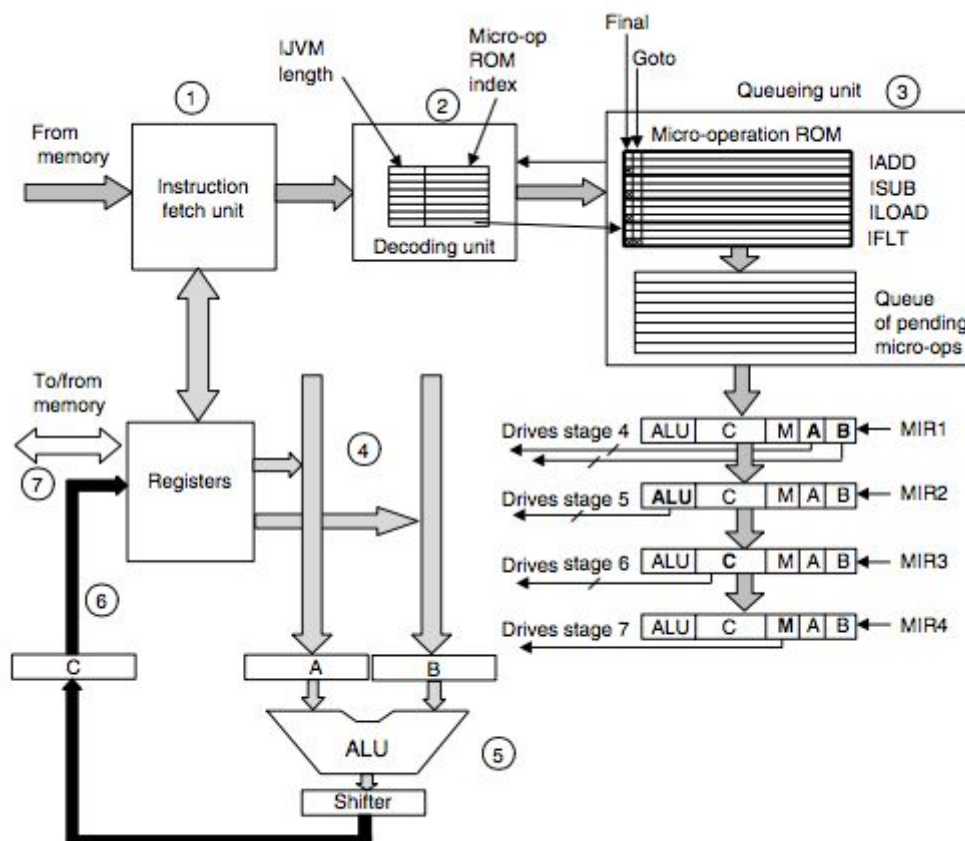 Final
Goto
IJVM
length
Micro-op
ROM
index
1
2
Queueing unit
3
From
memory
Micro-operation ROM
Instruction
fetch unit
IADD
ISUB
ILOAD
IFLT
Decoding unit
Queue
of pending
micro-ops
To/from
memory
7
Registers
4
Drives stage 4
ALU C M A B
MIR1
Drives stage 5
ALU C M A B
MIR2
Drives stage 6
ALU C M A B
MIR3
Drives stage 7
ALU C M A B
MIR4
6
C
A
B
ALU
5
Shifter